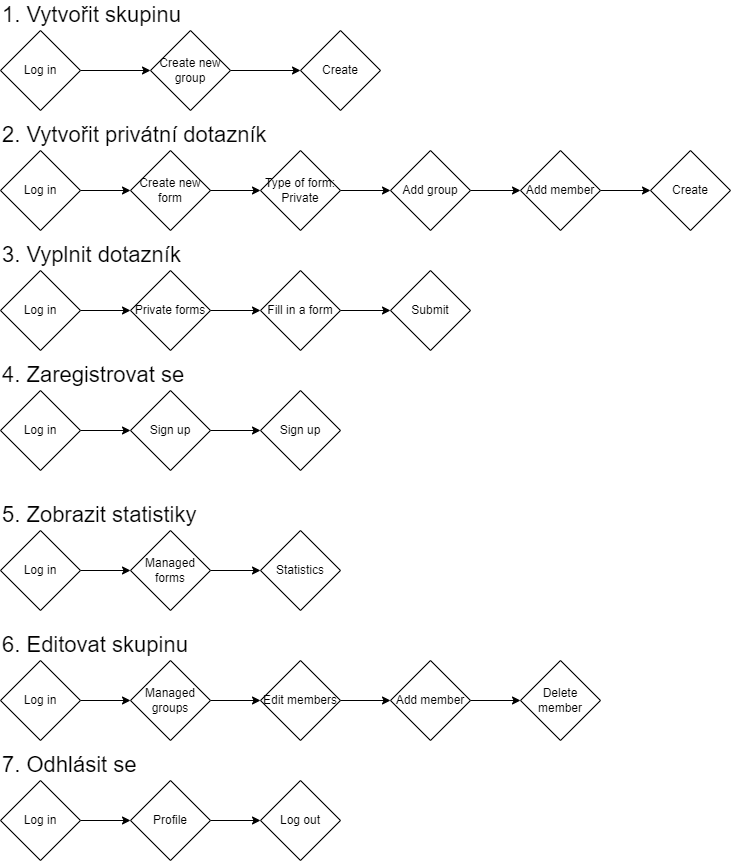 1. Vytvořit skupinu
Log in
Create new
group
Create
2. Vytvořit privátní dotazník
Log in
Create new
form
Type of form:
Private
Add group
Add member
Create
3. Vyplnit dotazník
Log in
Private forms
Fill in a form
Submit
4. Zaregistrovat se
Log in
Sign up
Sign up
5. Zobrazit statistiky
Log in
Managed
forms
Statistics
6. Editovat skupinu
Log in
Managed
groups
Edit members
Add member
Delete
member
7. Odhlásit se
Log in
Profile
Log out